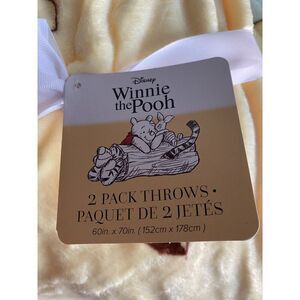 Disney
Winnie
the Pooh
2 PACK THROWS •
PAQUET DE 2 JETÉS
60in. x 70in. ( 152cm x 178cm )